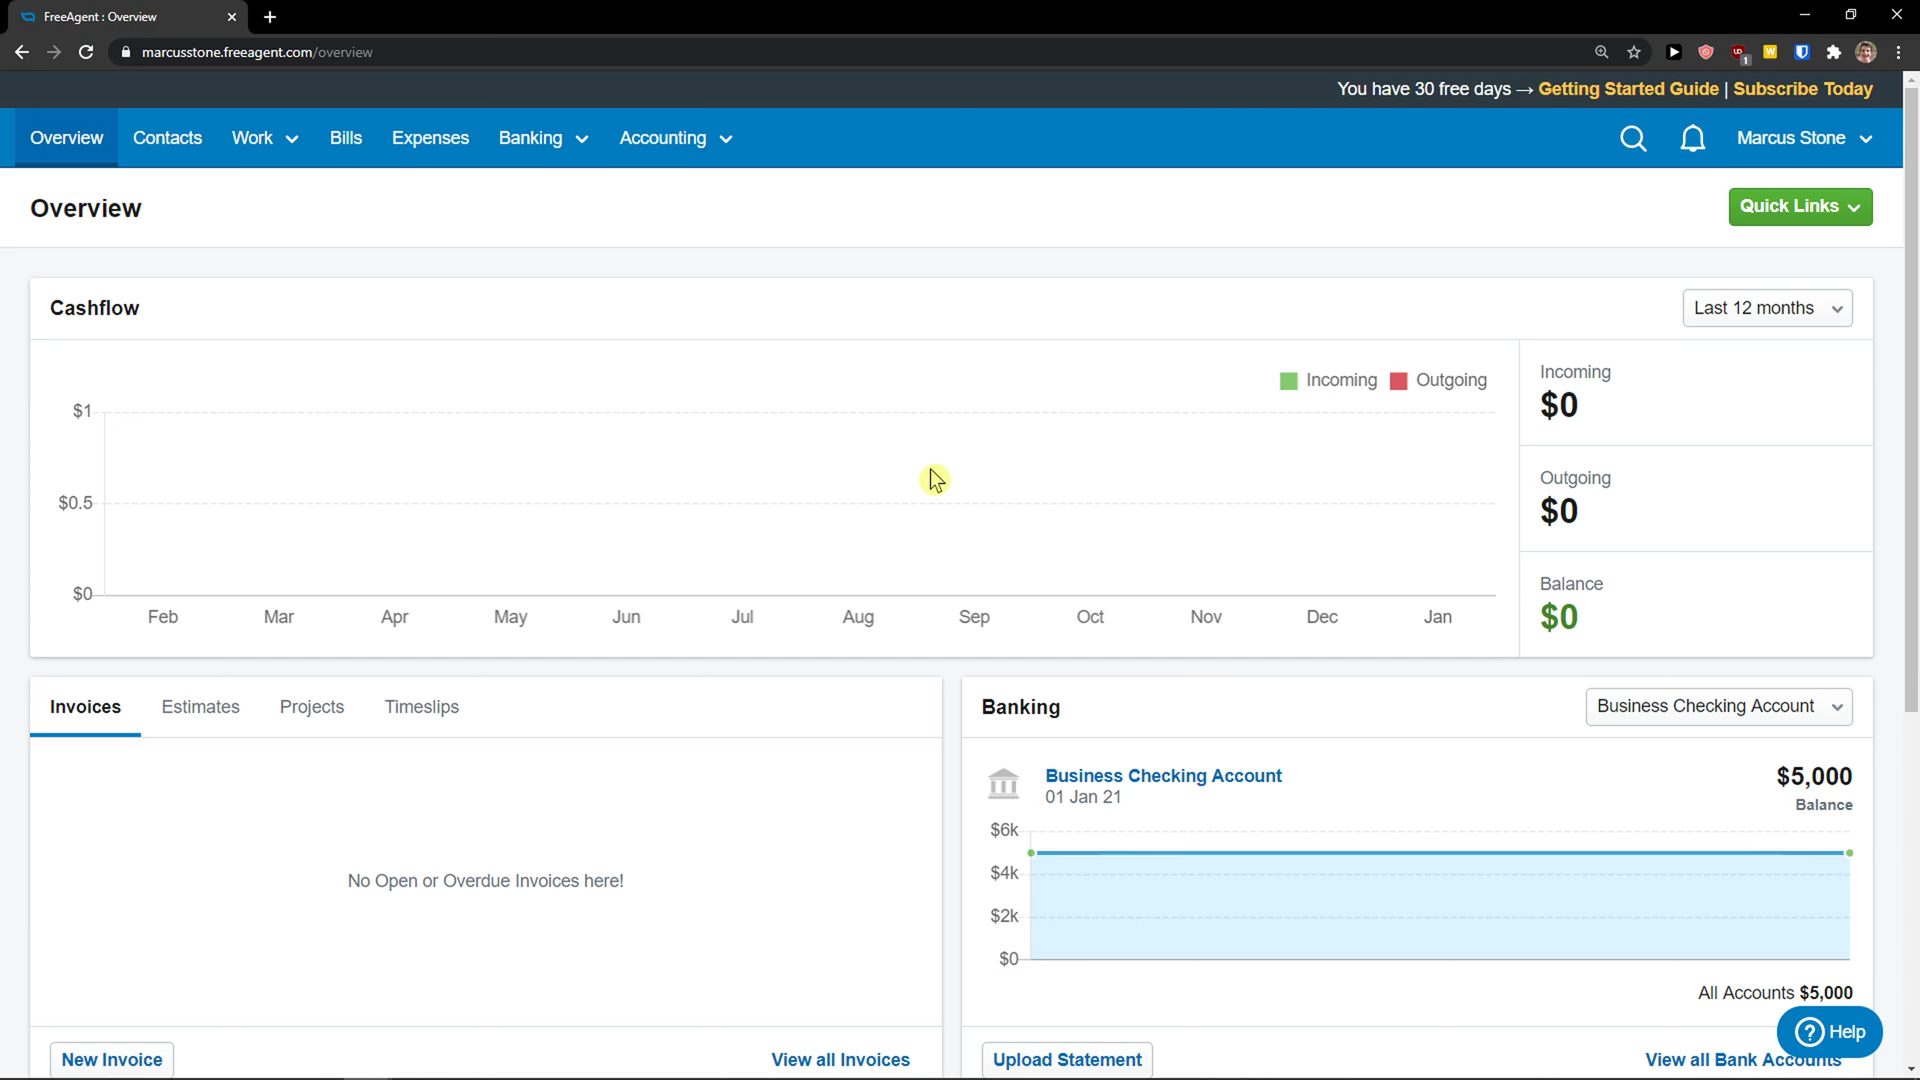 FreeAgent : Overview
marcusstone.freeagent.com/overview
1
You have 30 free days → Getting Started Guide | Subscribe Today
Overview Contacts Work Bills Expenses Banking Accounting Marcus Stone
Overview
Quick Links
Cashflow
Last 12 months
Incoming Outgoing
$1
$0.5
$0
Feb Mar Apr May Jun Jul Aug Sep Oct Nov Dec Jan
Incoming
$0
Outgoing
$0
Balance
$0
Invoices Estimates Projects Timeslips
No Open or Overdue Invoices here!
New Invoice
View all Invoices
Banking
Business Checking Account
Business Checking Account
01 Jan 21
$5,000
Balance
$6k
$4k
$2k
$0
All Accounts $5,000
Upload Statement
View all Bank Accounts
Help